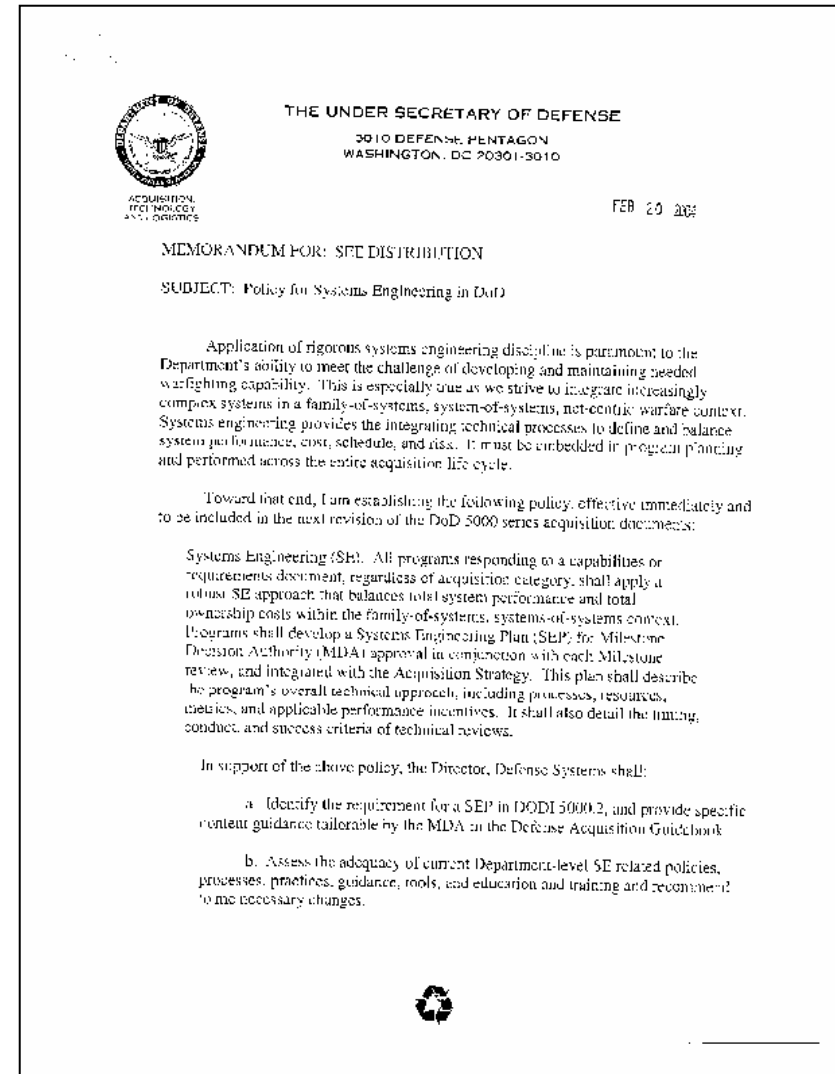 THE UNDER SECRETARY OF DEFENSE
3010 DEFENSE PENTAGON
WASHINGTON, DC 20301-3010
ACQUISITION,
TECHNOLOGY
AND LOGISTICS
FEB 20 2004
MEMORANDUM FOR: SEE DISTRIBUTION
SUBJECT: Policy for Systems Engineering in DoD
Application of rigorous systems engineering discipline is paramount to the
Department's ability to meet the challenge of developing and maintaining needed
warfighting capability. This is especially true as we strive to integrate increasingly
complex systems in a family-of-systems, system-of-systems, net-centric warfare context.
Systems engineering provides the integrating technical processes to define and balance
system performance, cost, schedule, and risk. It must be embedded in program planning
and performed across the entire acquisition life cycle.
Toward that end, I am establishing the following policy, effective immediately and
to be included in the next revision of the DoD 5000 series acquisition documents:
Systems Engineering (SE). All programs responding to a capabilities or
requirements document, regardless of acquisition category, shall apply a
robust SE approach that balances total system performance and total
ownership costs within the family-of-systems, systems-of-systems context.
Programs shall develop a Systems Engineering Plan (SEP) for Milestone
Decision Authority (MDA) approval in conjunction with each Milestone
review, and integrated with the Acquisition Strategy. This plan shall describe
the program's overall technical approach, including processes, resources,
metrics, and applicable performance incentives. It shall also detail the timing,
conduct, and success criteria of technical reviews.
In support of the above policy, the Director, Defense Systems shall:
a. Identify the requirement for a SEP in DODI 5000.2, and provide specific
content guidance tailorable by the MDA in the Defense Acquisition Guidebook
b. Assess the adequacy of current Department-level SE related policies,
processes, practices, guidance, tools, and education and training and recommend
to me necessary changes.